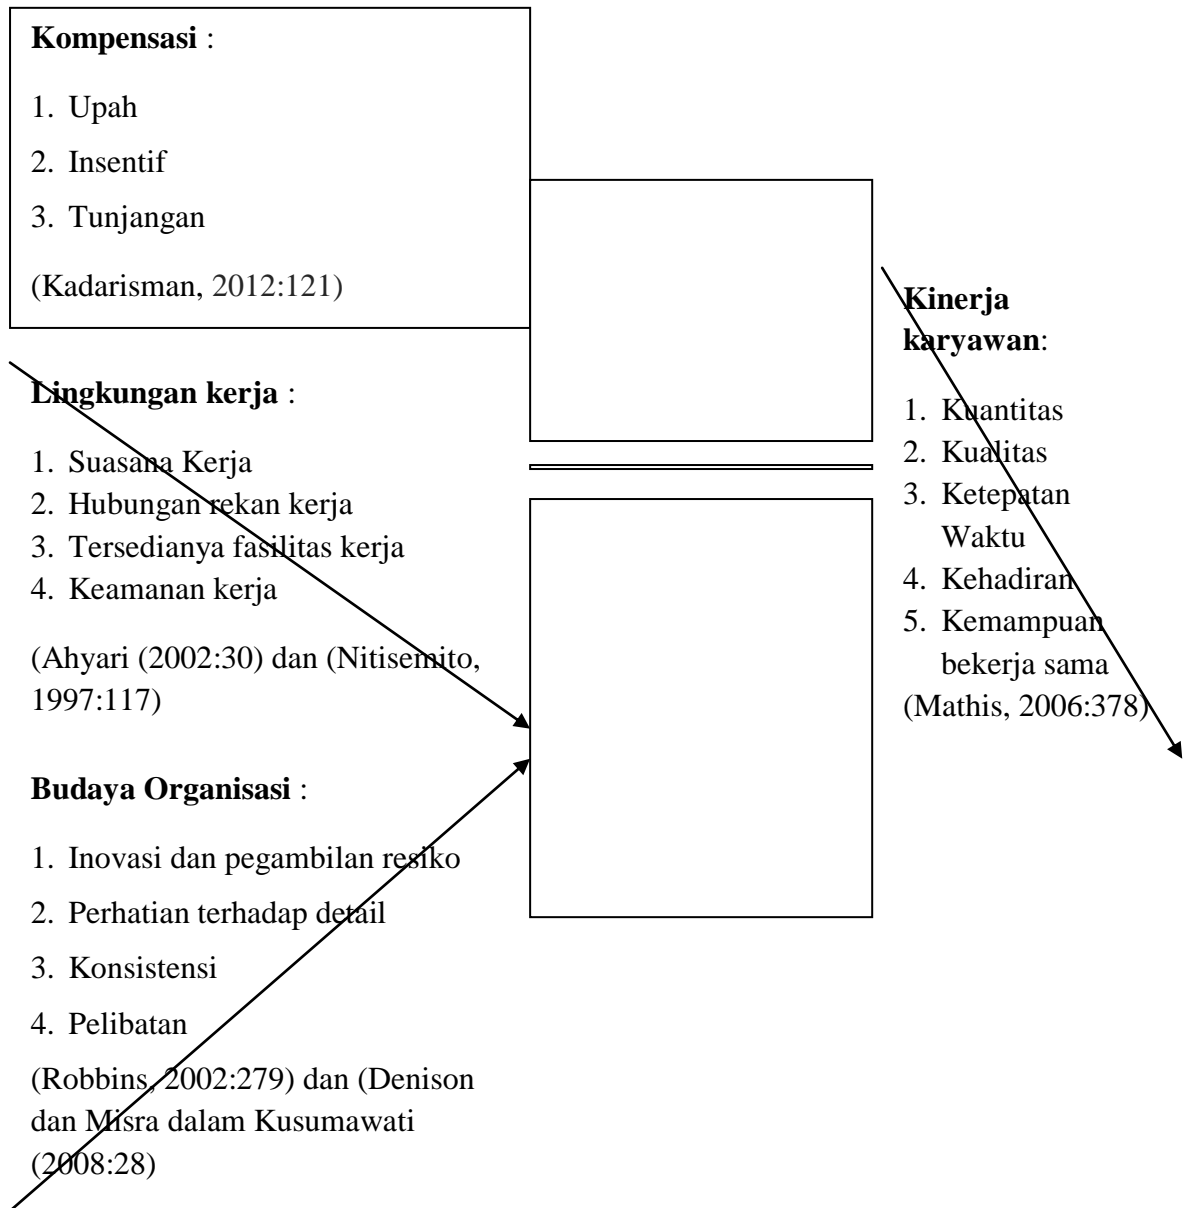 Kompensasi :
1. Upah
2. Insentif
3. Tunjangan
(Kadarisman, 2012:121)
Lingkungan kerja :
1. Suasana Kerja
2. Hubungan rekan kerja
3. Tersedianya fasilitas kerja
4. Keamanan kerja
(Ahyari (2002:30) dan (Nitisemito,
1997:117)
Budaya Organisasi :
1. Inovasi dan pegambilan resiko
2. Perhatian terhadap detail
3. Konsistensi
4. Pelibatan
(Robbins, 2002:279) dan (Denison
dan Misra dalam Kusumawati
(2008:28)
Kinerja
karyawan:
1. Kuantitas
2. Kualitas
3. Ketepatan
Waktu
4. Kehadiran
5. Kemampuan
bekerja sama
(Mathis, 2006:378)